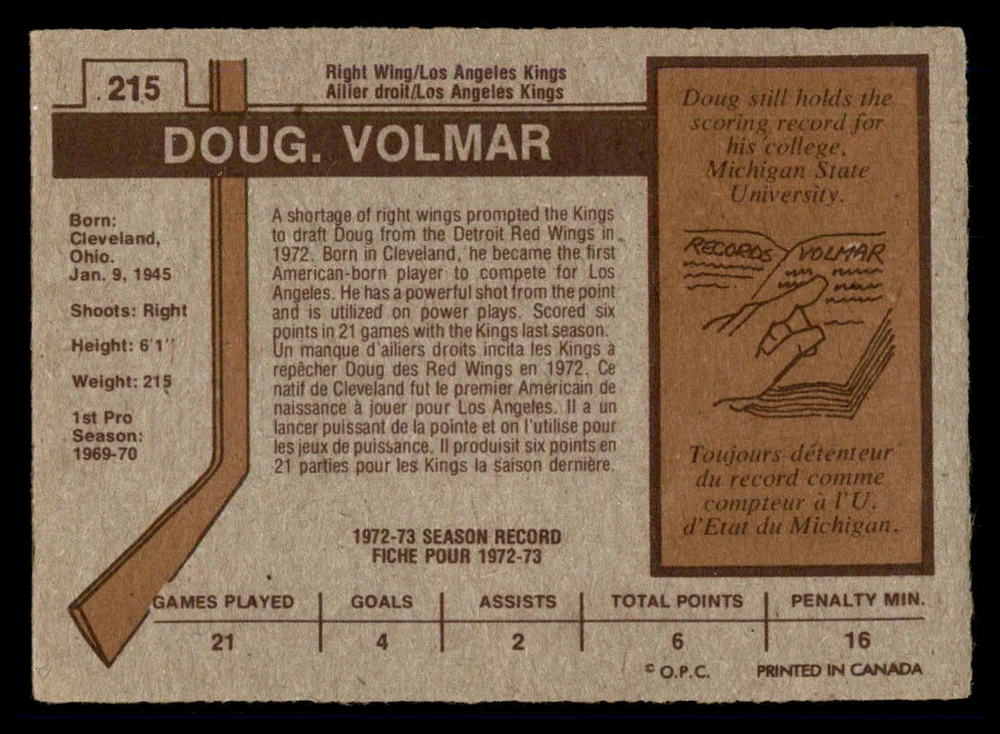 215
Right Wing/Los Angeles Kings
Ailier droit/Los Angeles Kings
DOUG. VOLMAR
Born:
Cleveland,
Ohio.
Jan. 9, 1945
Shoots: Right
Height: 6'1''
Weight: 215
1st Pro
Season:
1969-70
A shortage of right wings prompted the Kings
to draft Doug from the Detroit Red Wings in
1972. Born in Cleveland, he became the first
American-born player to compete for Los
Angeles. He has a powerful shot from the point
and is utilized on power plays. Scored six
points in 21 games with the Kings last season.
Un manque d'ailiers droits incita les Kings à
repêcher Doug des Red Wings en 1972. Ce
natif de Cleveland fut le premier Américain de
naissance à jouer pour Los Angeles. Il a un
lancer puissant de la pointe et on l'utilise pour
les jeux de puissance. Il produisit six points en
21 parties pour les Kings la saison dernière.
Doug still holds the
scoring record for
his college,
Michigan State
University.
RECORDS VOLMAR
Toujours détenteur
du record comme
compteur à l'U.
d'Etat du Michigan.
1972-73 SEASON RECORD
FICHE POUR 1972-73
GAMES PLAYED GOALS ASSISTS TOTAL POINTS PENALTY MIN.
21 4 2 6 16
© O.P.C. PRINTED IN CANADA